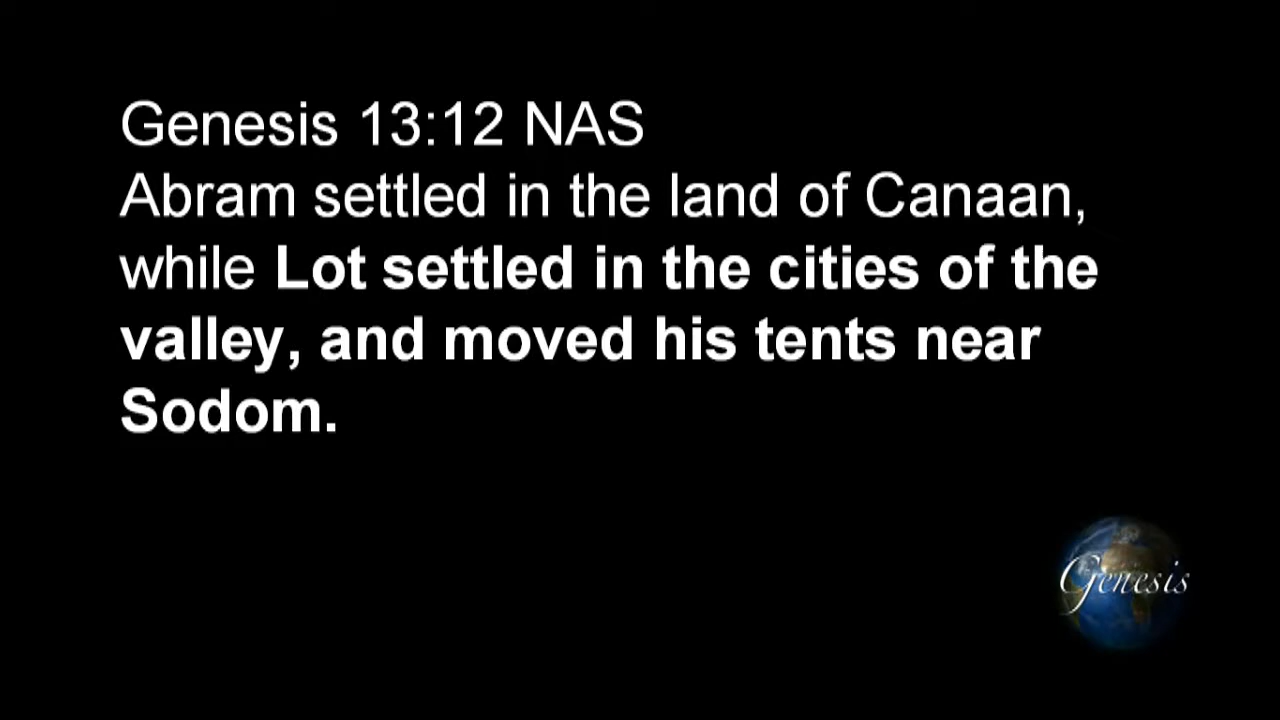 Genesis 13:12 NAS
Abram settled in the land of Canaan,
while Lot settled in the cities of the
valley, and moved his tents near
Sodom.
Genesis